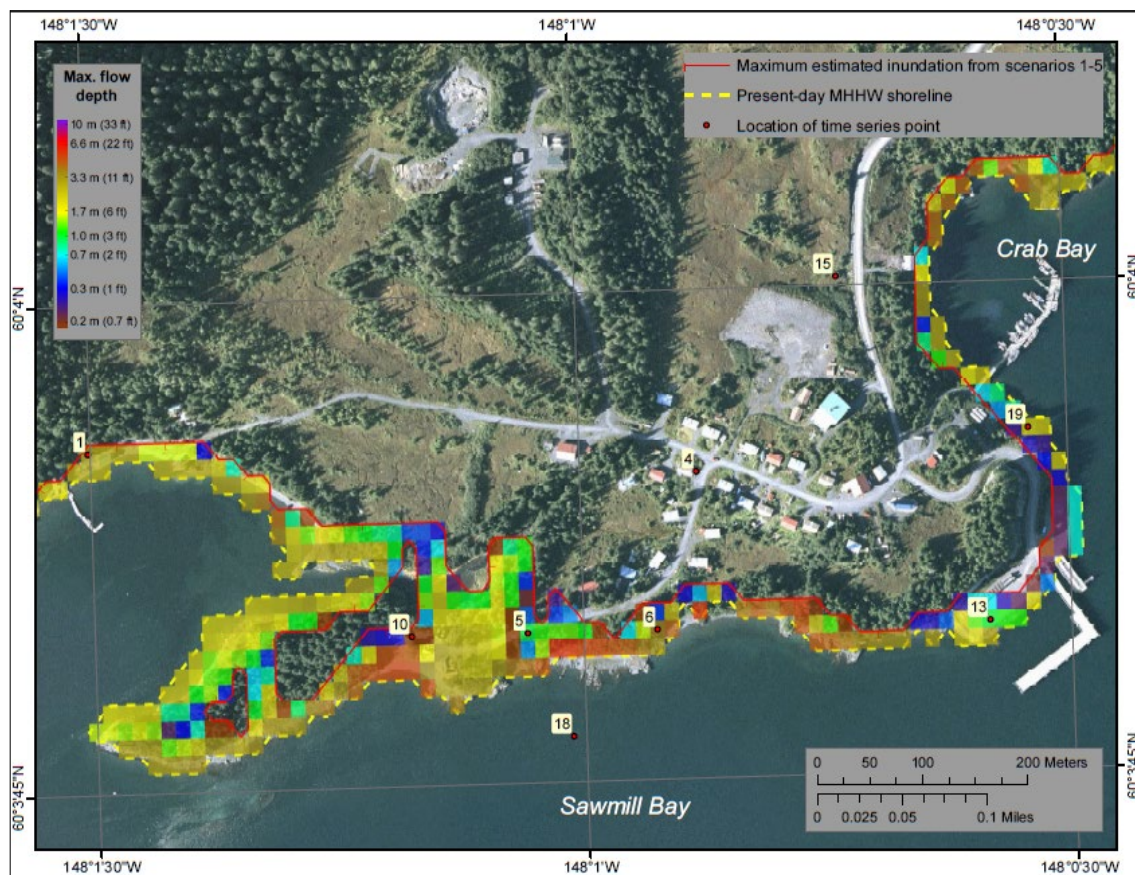 148°1'30"W
148°1'W
148°0'30"W
Max. flow
depth
10 m (33 ft)
6.6 m (22 ft)
3.3 m (11 ft)
1.7 m (6 ft)
1.0 m (3 ft)
0.7 m (2 ft)
0.3 m (1 ft)
0.2 m (0.7 ft)
Maximum estimated inundation from scenarios 1-5
Present-day MHHW shoreline
Location of time series point
Crab Bay
15
60°4'N
60°4'N
19
1
4
10
5
6
13
18
60°3'45"N
60°3'45"N
Sawmill Bay
0 50 100 200 Meters
0 0.025 0.05 0.1 Miles
148°1'30"W
148°1'W
148°0'30"W